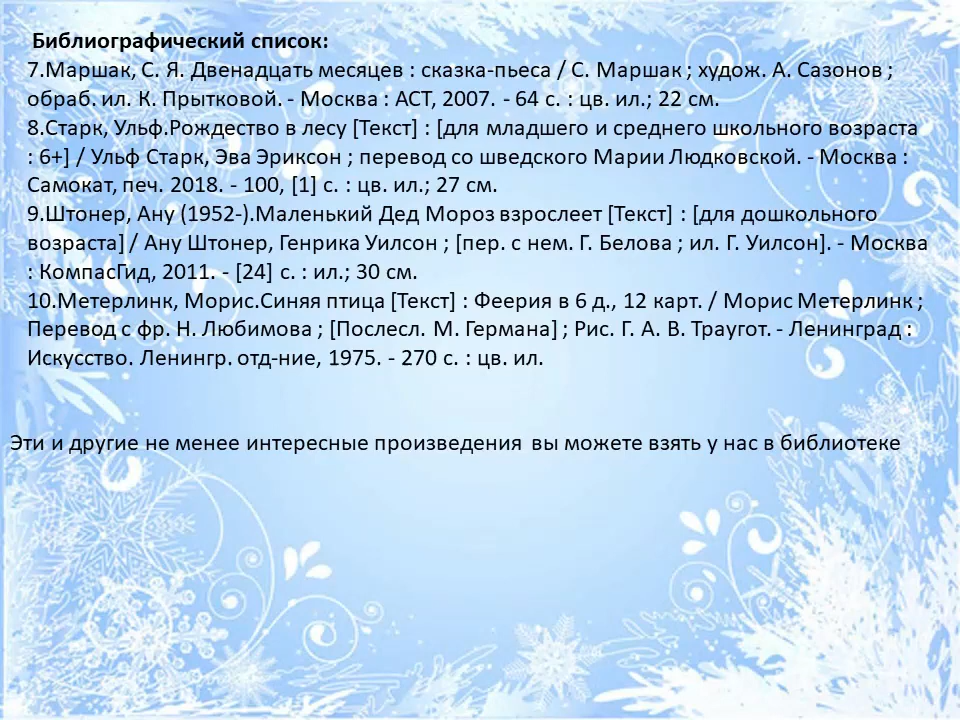 Библиографический список:
7.Маршак, С. Я. Двенадцать месяцев : сказка-пьеса / С. Маршак ; худож. А. Сазонов ;
обраб. ил. К. Прытковой. - Москва : АСТ, 2007. - 64 с. : цв. ил.; 22 см.
8.Старк, Ульф.Рождество в лесу [Текст] : [для младшего и среднего школьного возраста
: 6+] / Ульф Старк, Эва Эриксон ; перевод со шведского Марии Людковской. - Москва :
Самокат, печ. 2018. - 100, [1] с. : цв. ил.; 27 см.
9.Штонер, Ану (1952-).Маленький Дед Мороз взрослеет [Текст] : [для дошкольного
возраста] / Ану Штонер, Генрика Уилсон ; [пер. с нем. Г. Белова ; ил. Г. Уилсон]. - Москва
: КомпасГид, 2011. - [24] с. : ил.; 30 см.
10.Метерлинк, Морис.Синяя птица [Текст] : Феерия в 6 д., 12 карт. / Морис Метерлинк ;
Перевод с фр. Н. Любимова ; [Послесл. М. Германа] ; Рис. Г. А. В. Траугот. - Ленинград :
Искусство. Ленингр. отд-ние, 1975. - 270 с. : цв. ил.
Эти и другие не менее интересные произведения вы можете взять у нас в библиотеке